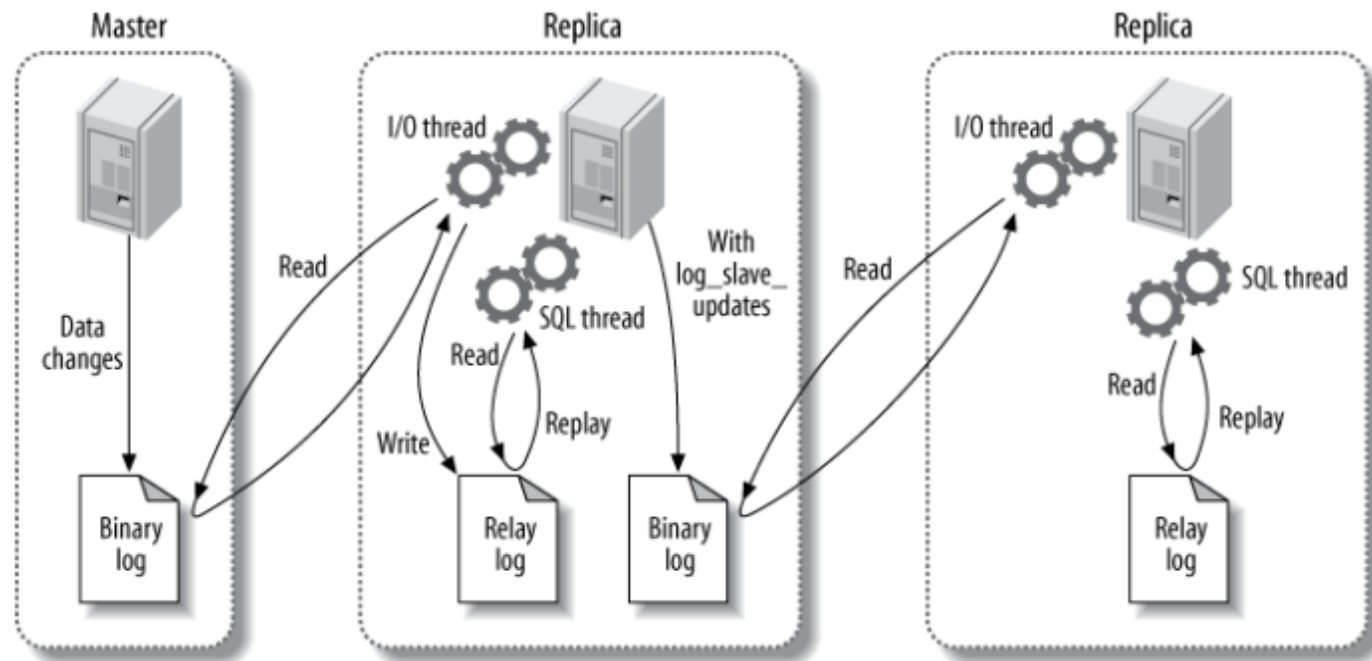 Master
Replica
Replica
I/O thread
I/O thread
Read
With
log_slave_
updates
Read
SQL thread
SQL thread
Data
changes
Read
Read
Replay
Replay
Write
Binary
log
Relay
log
Binary
log
Relay
log